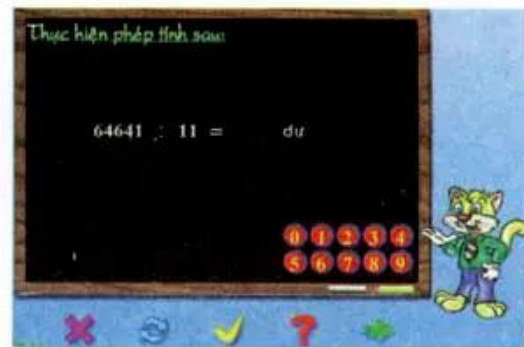 Thực hiện phép tính sau:
64641 : 11 = dư
0 1 2 3 4
5 6 7 8 9